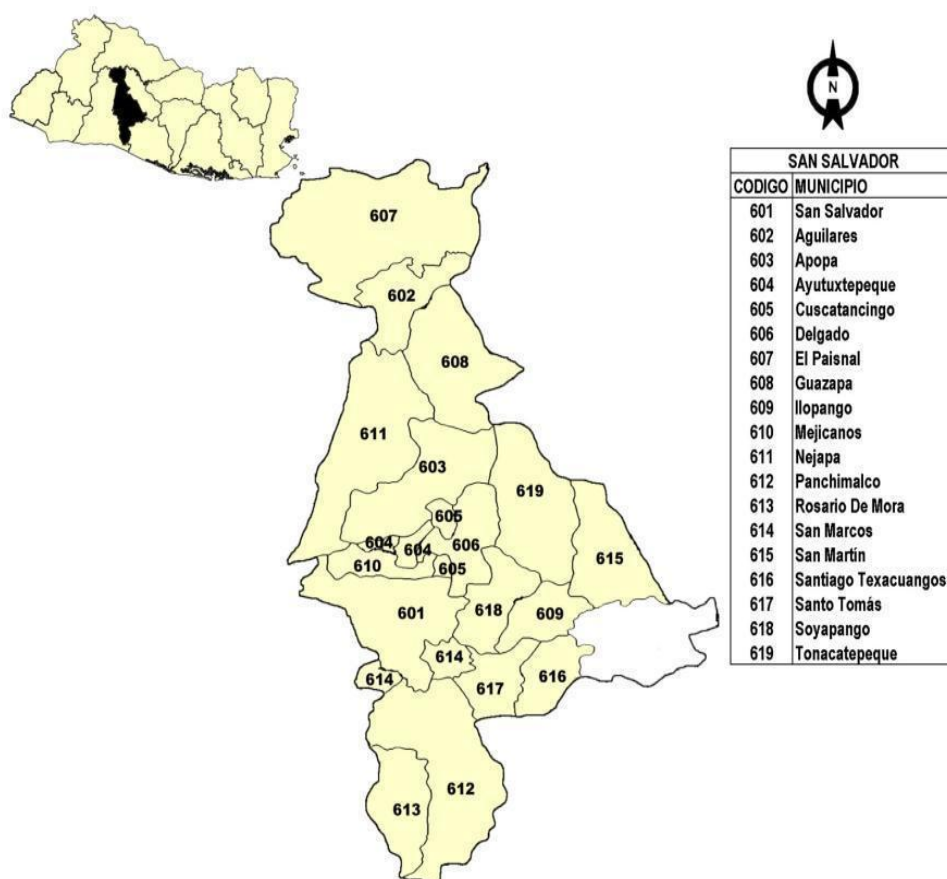 N
SAN SALVADOR
CODIGO MUNICIPIO
601 San Salvador
602 Aguilares
603 Apopa
604 Ayutuxtepeque
605 Cuscatancingo
606 Delgado
607 El Paisnal
608 Guazapa
609 Ilopango
610 Mejicanos
611 Nejapa
612 Panchimalco
613 Rosario De Mora
614 San Marcos
615 San Martín
616 Santiago Texacuangos
617 Santo Tomás
618 Soyapango
619 Tonacatepeque
607
602
608
611
603
619
605
604
604
606
615
610
605
601
618
609
614
614
617
616
612
613